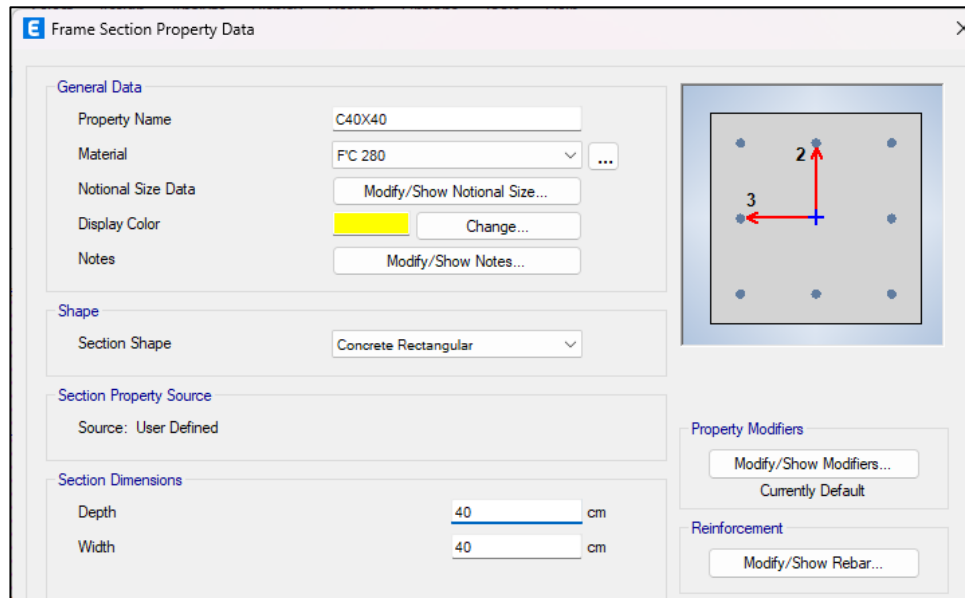 E Frame Section Property Data
General Data
Property Name C40X40
Material F'C 280 ...
Notional Size Data Modify/Show Notional Size...
Display Color Change...
Notes Modify/Show Notes...
2
3
Shape
Section Shape Concrete Rectangular
Section Property Source
Source: User Defined
Property Modifiers
Modify/Show Modifiers...
Currently Default
Section Dimensions
Depth 40 cm
Width 40 cm
Reinforcement
Modify/Show Rebar...